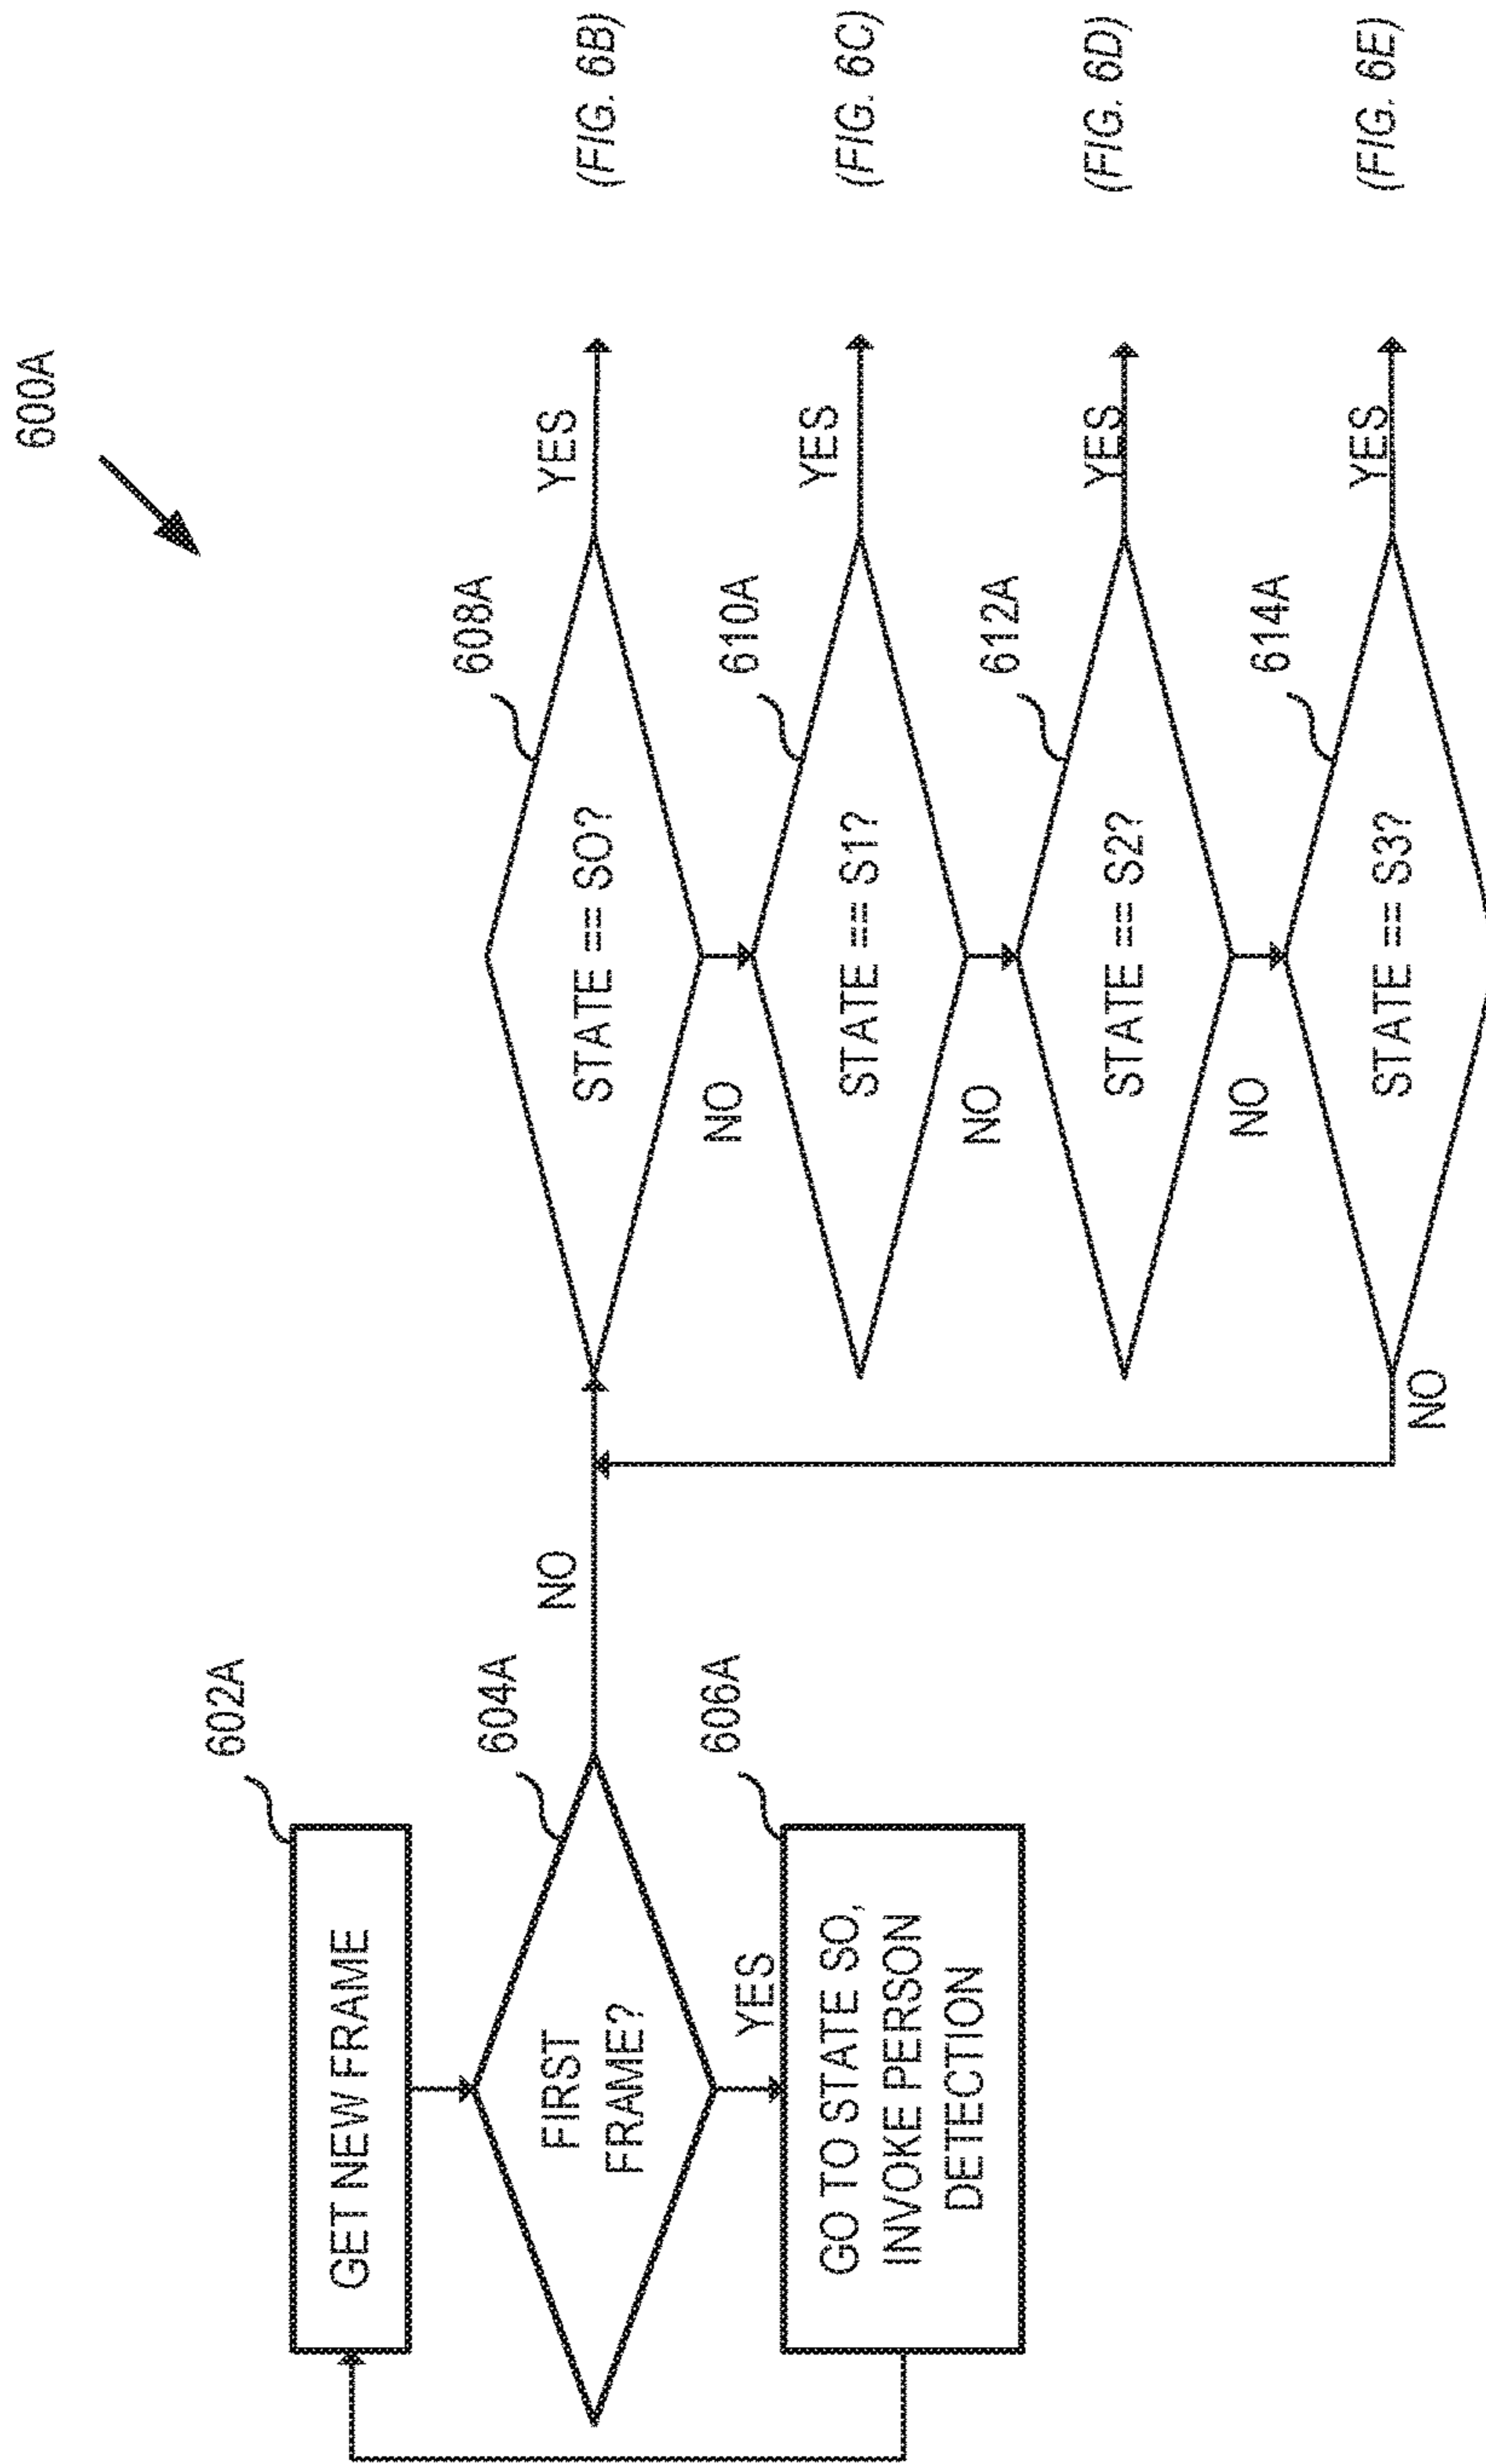 600A
602A
GET NEW FRAME
604A
FIRST
FRAME?
NO
YES
606A
GO TO STATE SO,
INVOKE PERSON
DETECTION
608A
STATE == SO?
YES
(FIG. 6B)
NO
610A
STATE == S1?
YES
(FIG. 6C)
NO
612A
STATE == S2?
YES
(FIG. 6D)
NO
614A
STATE == S3?
YES
(FIG. 6E)
NO